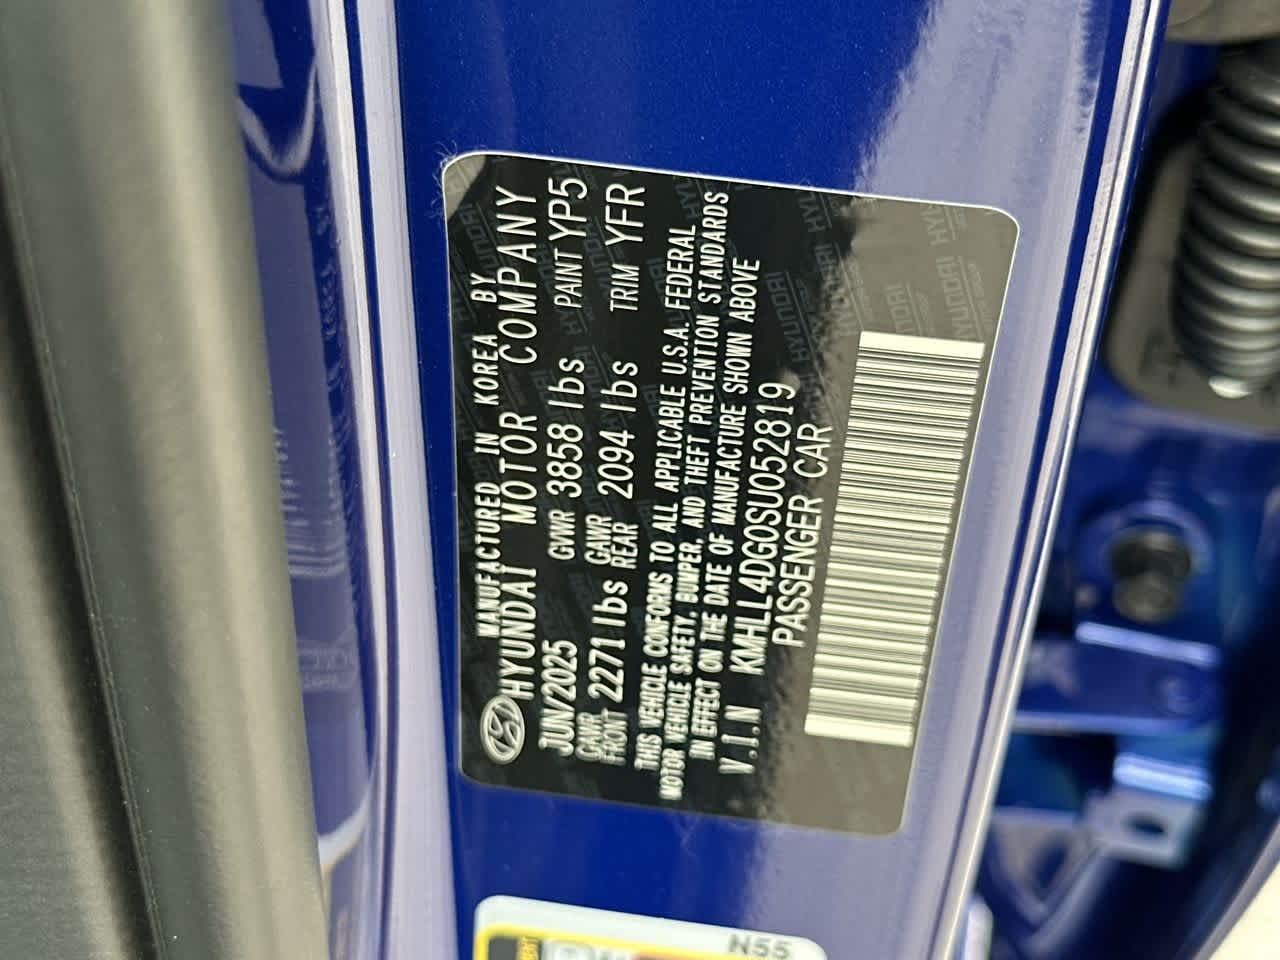 MANUFACTURED IN KOREA BY
HYUNDAI MOTOR COMPANY
JUN/2025 GVWR 3858 lbs PAINT YP5
GAWR FRONT 2271 lbs GAWR REAR 2094 lbs TRIM YFR
THIS VEHICLE CONFORMS TO ALL APPLICABLE U.S.A. FEDERAL
MOTOR VEHICLE SAFETY, BUMPER, AND THEFT PREVENTION STANDARDS
IN EFFECT ON THE DATE OF MANUFACTURE SHOWN ABOVE
V.I.N KMHLL4DG0SU052819
PASSENGER CAR
HYUNDAI
N55